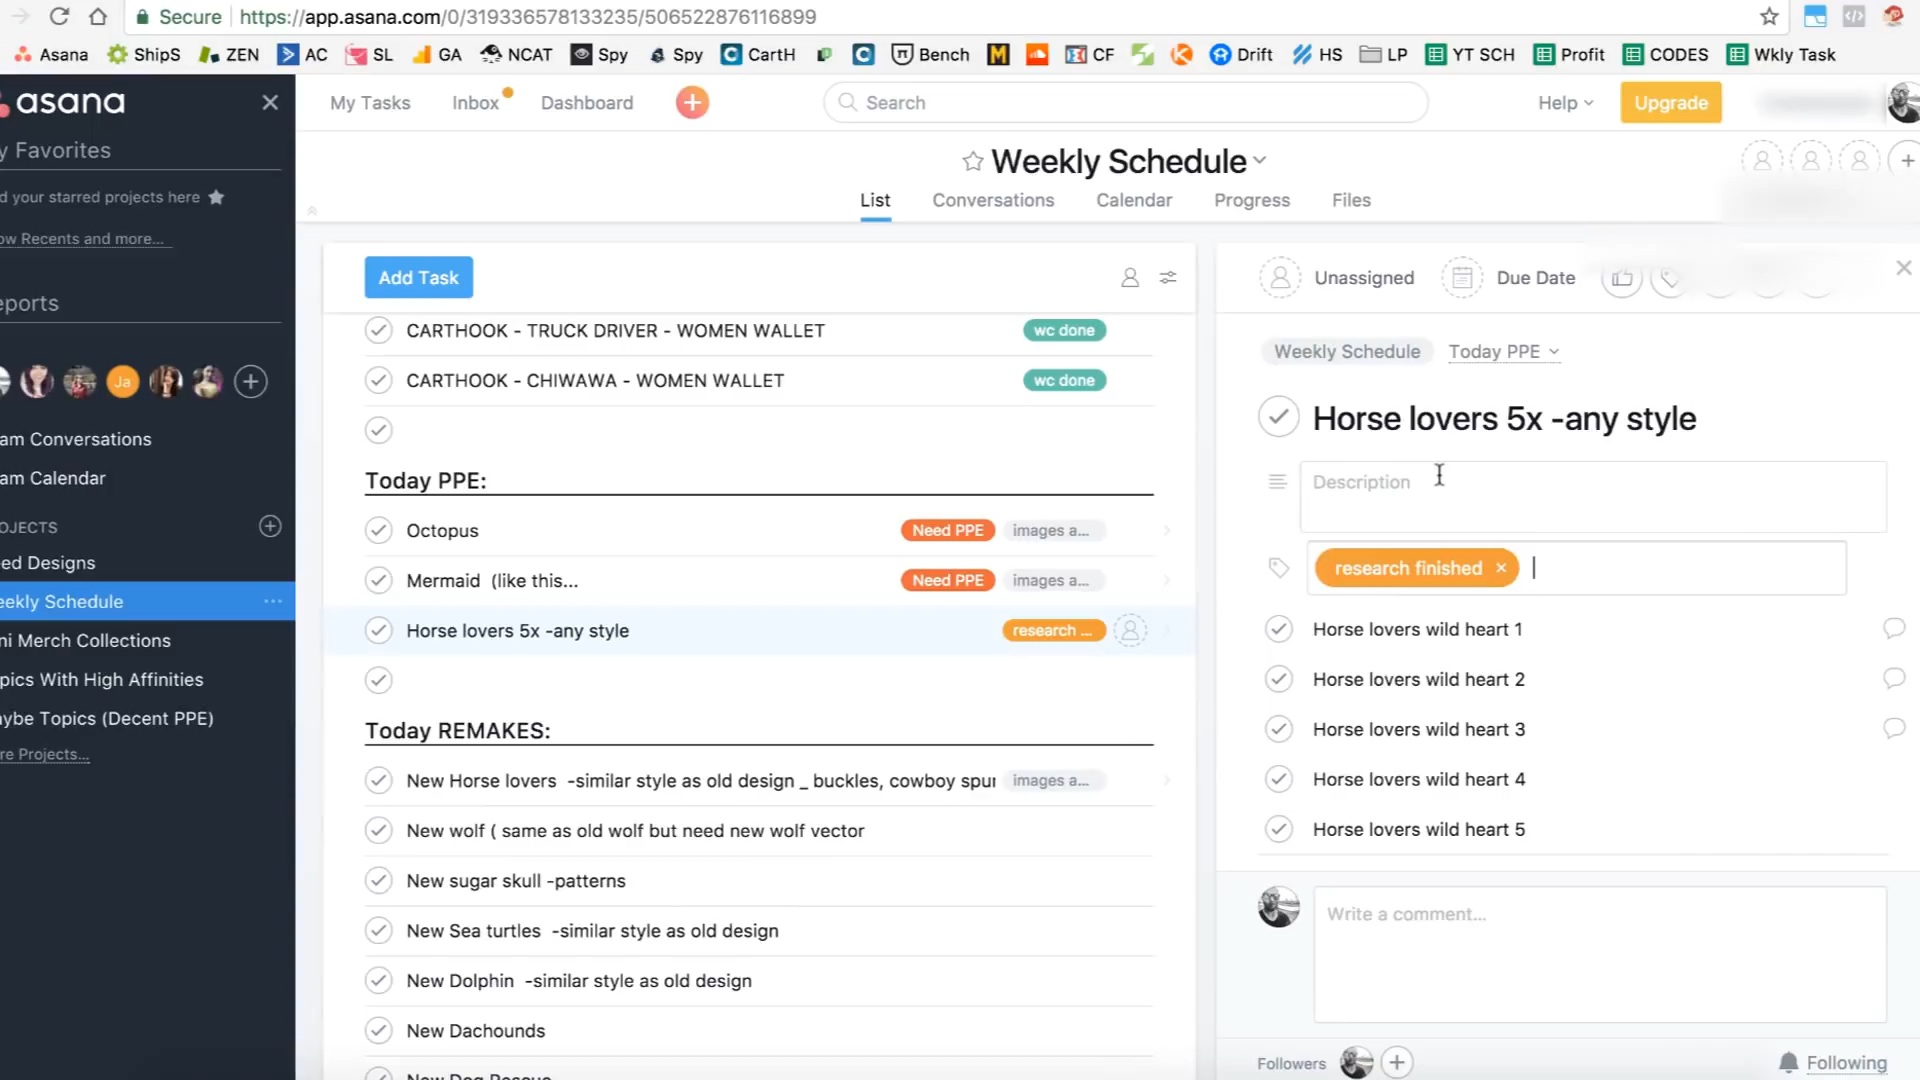 Secure https://app.asana.com/0/319336578133235/506522876116899
Asana ShipS ZEN AC SL GA NCAT Spy Spy CartH Bench CF Drift HS LP YT SCH Profit CODES Wkly Task
asana
My Tasks Inbox Dashboard Search Help Upgrade
y Favorites
d your starred projects here
ow Recents and more...
eports
Ja
am Conversations
am Calendar
OJECTS
ed Designs
eekly Schedule
ni Merch Collections
pics With High Affinities
aybe Topics (Decent PPE)
re Projects...
Weekly Schedule
List Conversations Calendar Progress Files
Add Task
CARTHOOK - TRUCK DRIVER - WOMEN WALLET wc done
CARTHOOK - CHIWAWA - WOMEN WALLET wc done
Today PPE:
Octopus Need PPE images a...
Mermaid (like this... Need PPE images a...
Horse lovers 5x -any style research ...
Today REMAKES:
New Horse lovers -similar style as old design _ buckles, cowboy spur images a...
New wolf ( same as old wolf but need new wolf vector
New sugar skull -patterns
New Sea turtles -similar style as old design
New Dolphin -similar style as old design
New Dachounds
New Dog Rescue
Unassigned Due Date
Weekly Schedule Today PPE
Horse lovers 5x -any style
Description
research finished
Horse lovers wild heart 1
Horse lovers wild heart 2
Horse lovers wild heart 3
Horse lovers wild heart 4
Horse lovers wild heart 5
Write a comment...
Followers Following